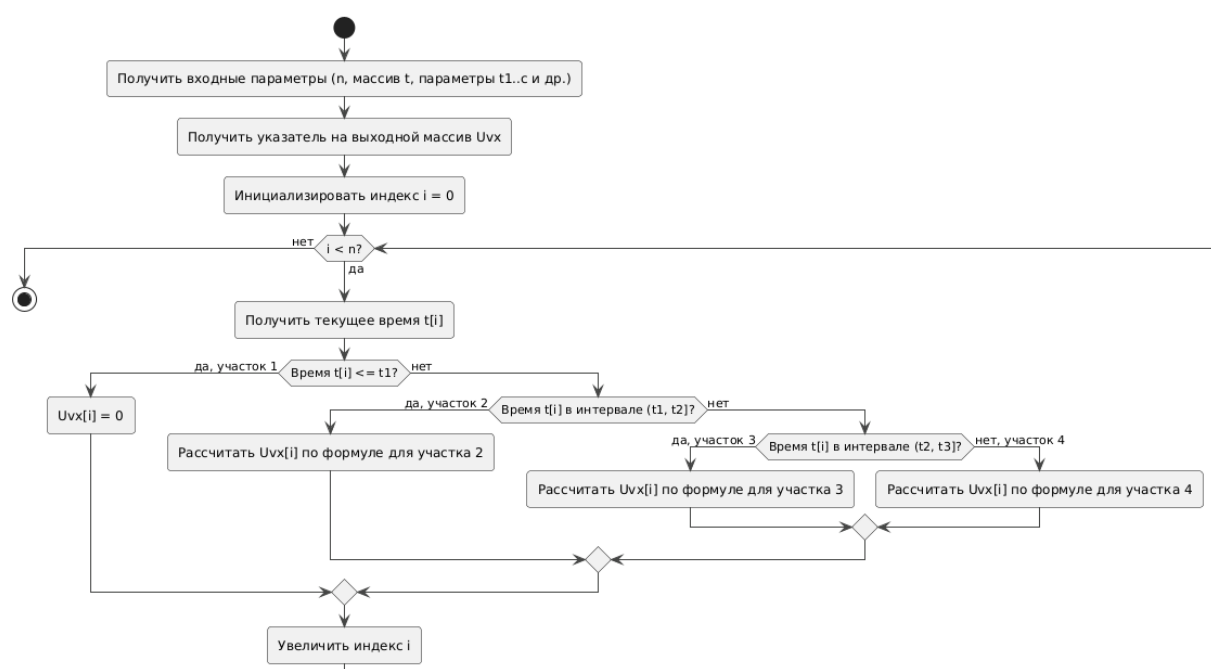 Получить входные параметры (n, массив t, параметры t1..c и др.)
Получить указатель на выходной массив Uvx
Инициализировать индекс i = 0
нет
i < n?
да
Получить текущее время t[i]
да, участок 1
Время t[i] <= t1?
нет
Uvx[i] = 0
да, участок 2
Время t[i] в интервале (t1, t2]?
нет
Рассчитать Uvx[i] по формуле для участка 2
да, участок 3
Время t[i] в интервале (t2, t3]?
нет, участок 4
Рассчитать Uvx[i] по формуле для участка 3
Рассчитать Uvx[i] по формуле для участка 4
Увеличить индекс i